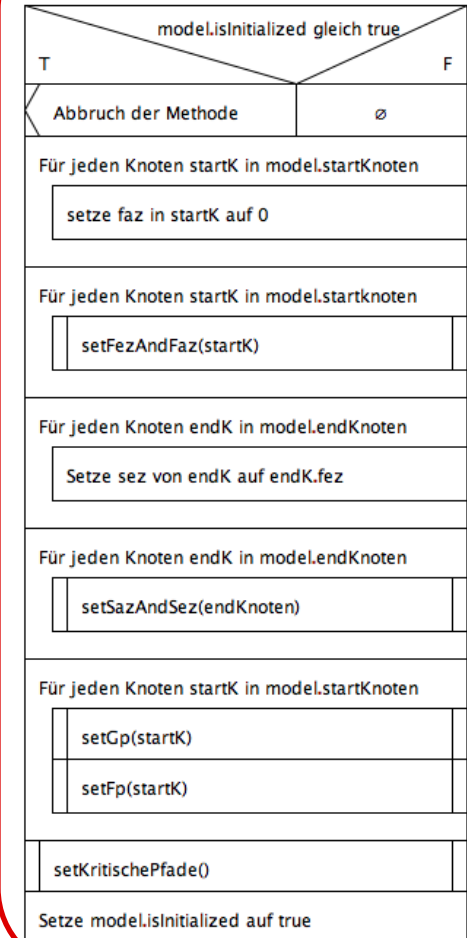 model.isInitialized gleich true
T F
Abbruch der Methode ∅
Für jeden Knoten startK in model.startKnoten
setze faz in startK auf 0
Für jeden Knoten startK in model.startknoten
setFezAndFaz(startK)
Für jeden Knoten endK in model.endKnoten
Setze sez von endK auf endK.fez
Für jeden Knoten endK in model.endKnoten
setSazAndSez(endKnoten)
Für jeden Knoten startK in model.startKnoten
setGp(startK)
setFp(startK)
setKritischePfade()
Setze model.isInitialized auf true